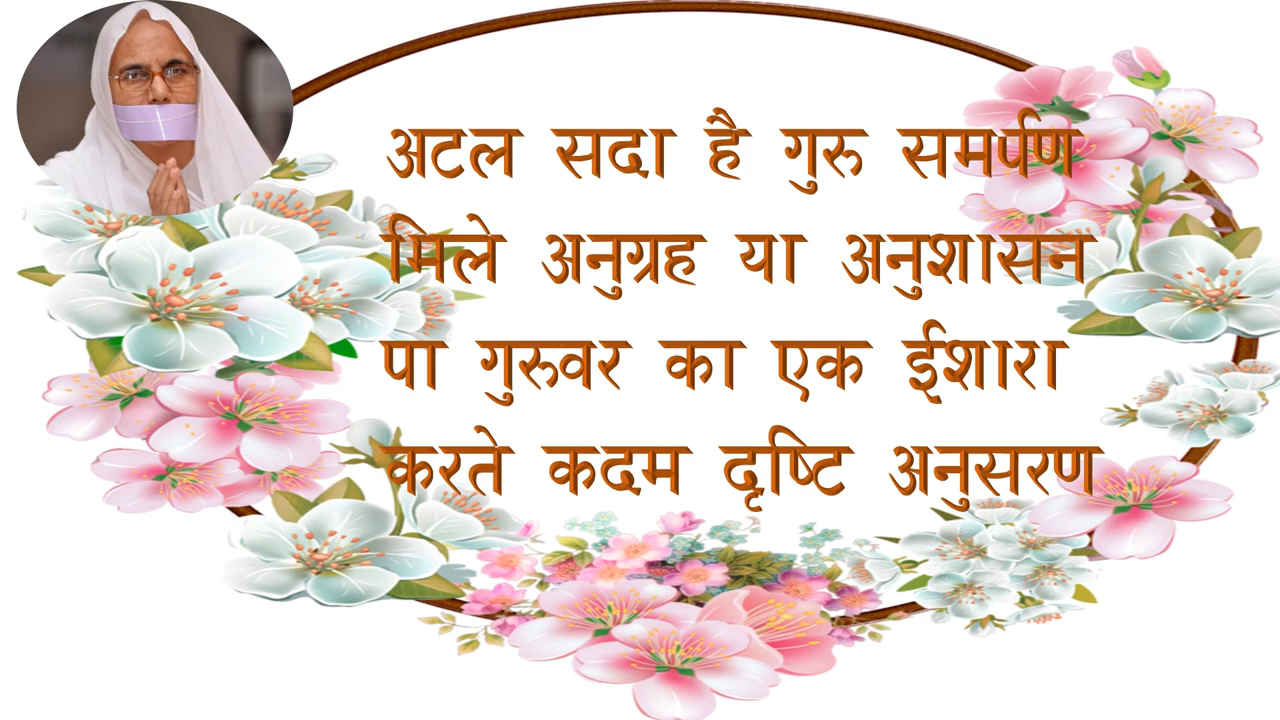 अटल सदा है गुरु समर्पण
मिले अनुग्रह या अनुशासन
पा गुरुवर का एक ईशारा
करते कदम दृष्टि अनुसरण